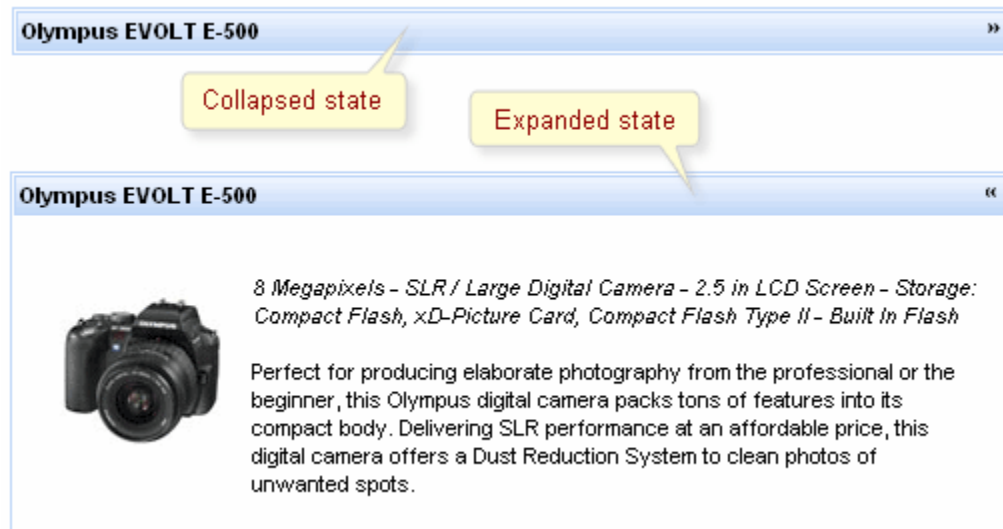 Olympus EVOLT E-500 »
Collapsed state
Expanded state
Olympus EVOLT E-500 «
8 Megapixels - SLR / Large Digital Camera - 2.5 in LCD Screen - Storage:
Compact Flash, xD-Picture Card, Compact Flash Type II - Built In Flash
OLYMPUS
Perfect for producing elaborate photography from the professional or the
beginner, this Olympus digital camera packs tons of features into its
compact body. Delivering SLR performance at an affordable price, this
digital camera offers a Dust Reduction System to clean photos of
unwanted spots.